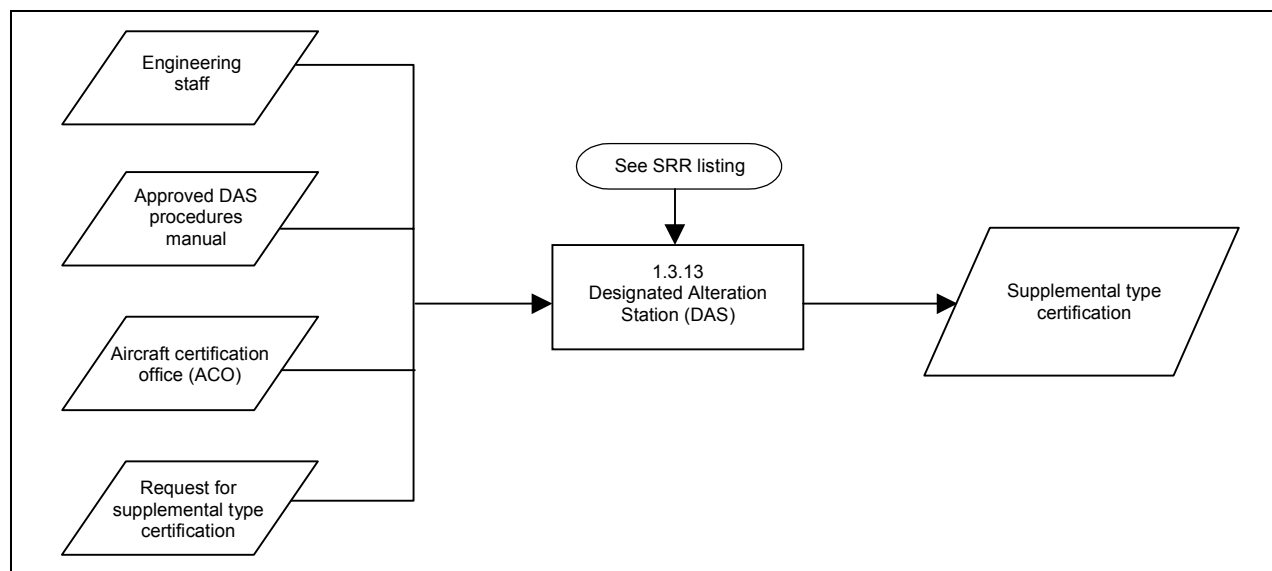 Engineering
staff
Approved DAS
procedures
manual
Aircraft certification
office (ACO)
Request for
supplemental type
certification
See SRR listing
1.3.13
Designated Alteration
Station (DAS)
Supplemental type
certification